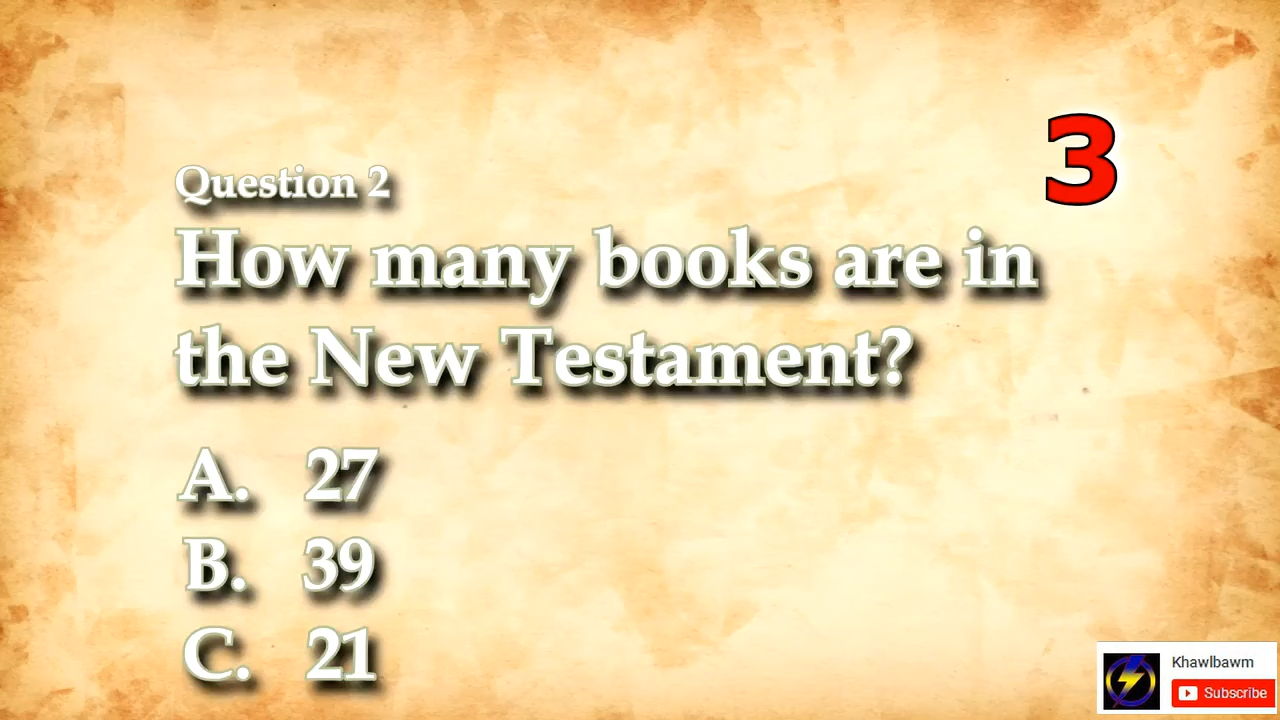 3
Question 2
How many books are in
the New Testament?
A. 27
B. 39
C. 21
Khawlbawm
Subscribe